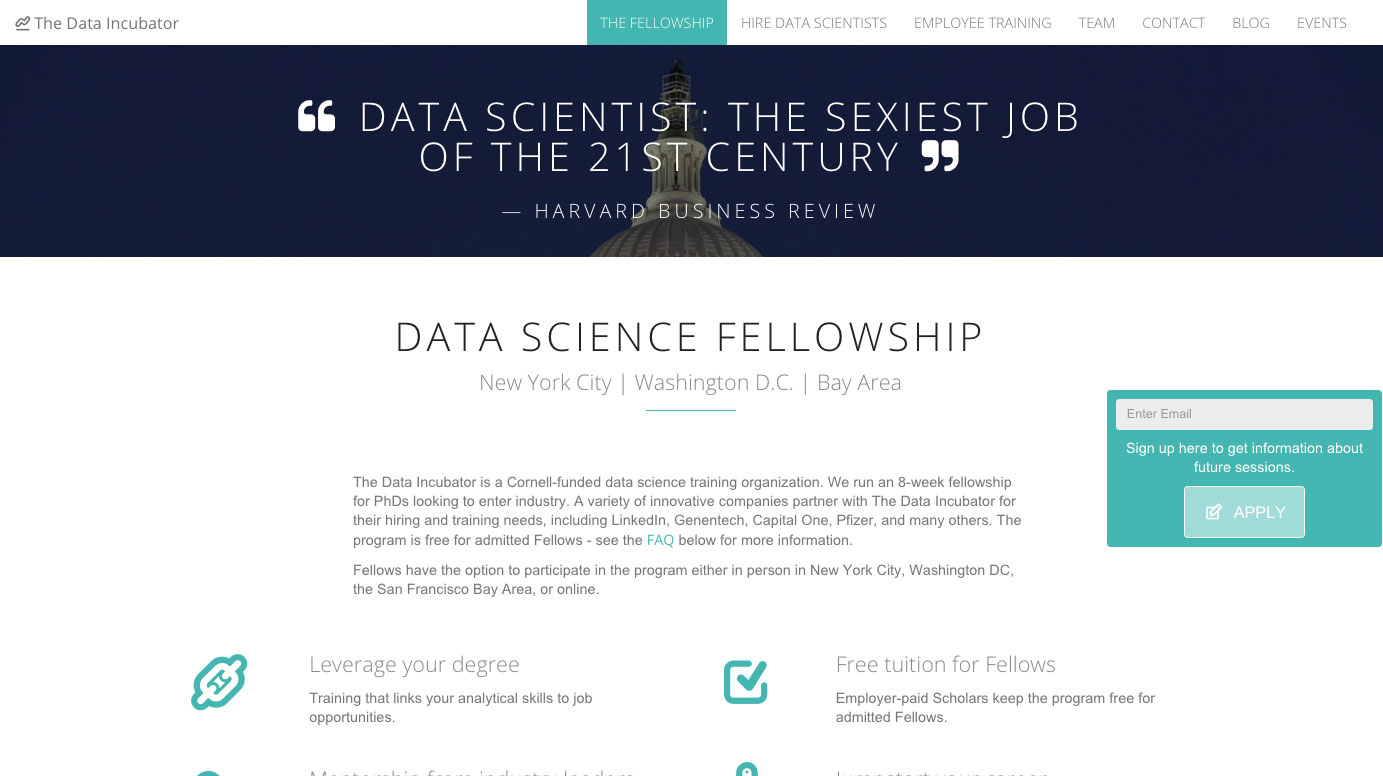 The Data Incubator
THE FELLOWSHIP HIRE DATA SCIENTISTS EMPLOYEE TRAINING TEAM CONTACT BLOG EVENTS
“ DATA SCIENTIST: THE SEXIEST JOB
OF THE 21ST CENTURY ”
— HARVARD BUSINESS REVIEW
DATA SCIENCE FELLOWSHIP
New York City | Washington D.C. | Bay Area
The Data Incubator is a Cornell-funded data science training organization. We run an 8-week fellowship
for PhDs looking to enter industry. A variety of innovative companies partner with The Data Incubator for
their hiring and training needs, including LinkedIn, Genentech, Capital One, Pfizer, and many others. The
program is free for admitted Fellows - see the FAQ below for more information.
Fellows have the option to participate in the program either in person in New York City, Washington DC,
the San Francisco Bay Area, or online.
Enter Email
Sign up here to get information about
future sessions.
APPLY
Leverage your degree
Training that links your analytical skills to job
opportunities.
Free tuition for Fellows
Employer-paid Scholars keep the program free for
admitted Fellows.
Mentorship from industry leaders
Jumpstart your career